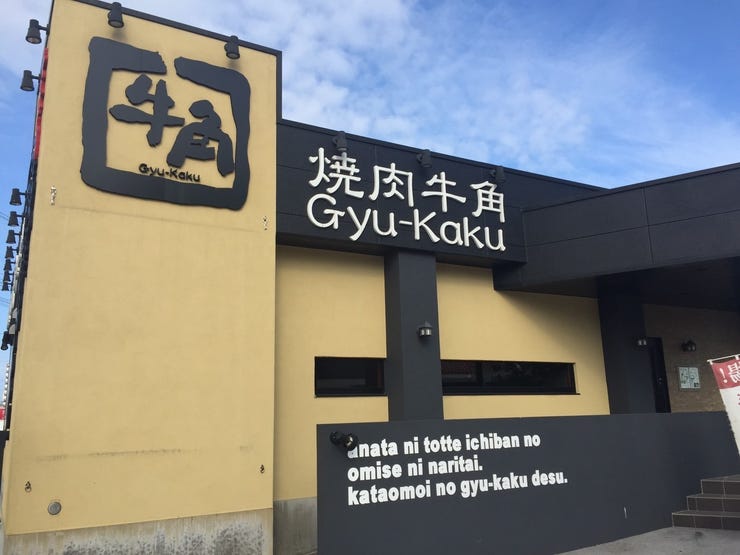 牛角
Gyu-Kaku
焼肉牛角
Gyu-Kaku
anata ni totte ichiban no
omise ni naritai.
kataomoi no gyu-kaku desu.